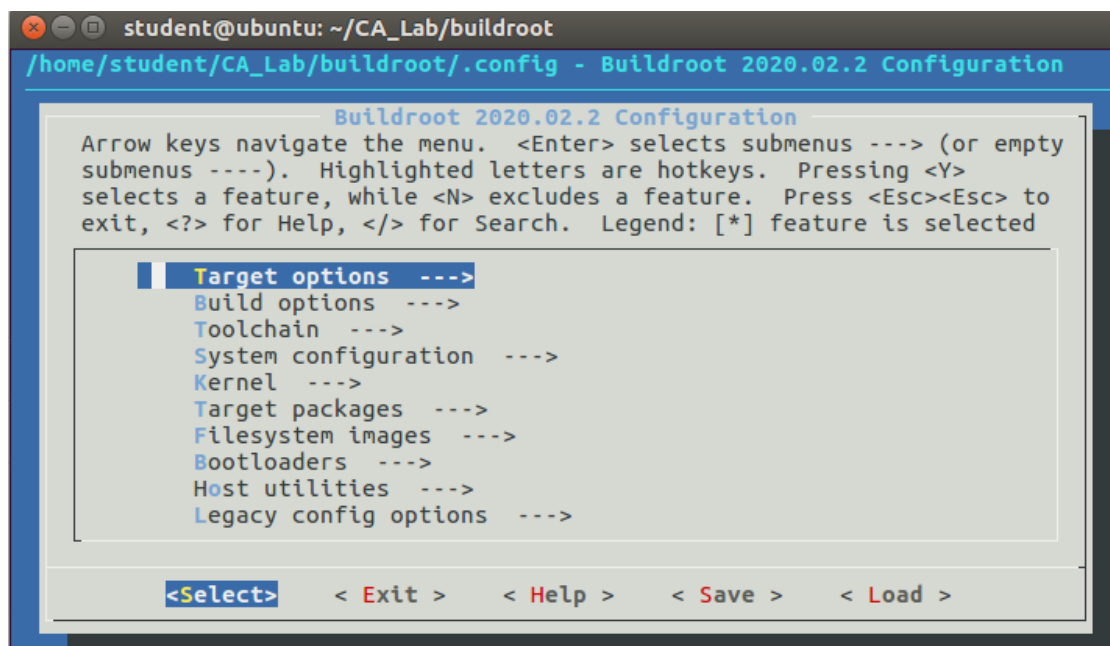 student@ubuntu: ~/CA_Lab/buildroot
/home/student/CA_Lab/buildroot/.config - Buildroot 2020.02.2 Configuration
Buildroot 2020.02.2 Configuration
Arrow keys navigate the menu.  <Enter> selects submenus ---> (or empty
submenus ----).  Highlighted letters are hotkeys.  Pressing <Y>
selects a feature, while <N> excludes a feature.  Press <Esc><Esc> to
exit, <?> for Help, </> for Search.  Legend: [*] feature is selected
Target options  --->
Build options  --->
Toolchain  --->
System configuration  --->
Kernel  --->
Target packages  --->
Filesystem images  --->
Bootloaders  --->
Host utilities  --->
Legacy config options  --->
<Select>    < Exit >    < Help >    < Save >    < Load >